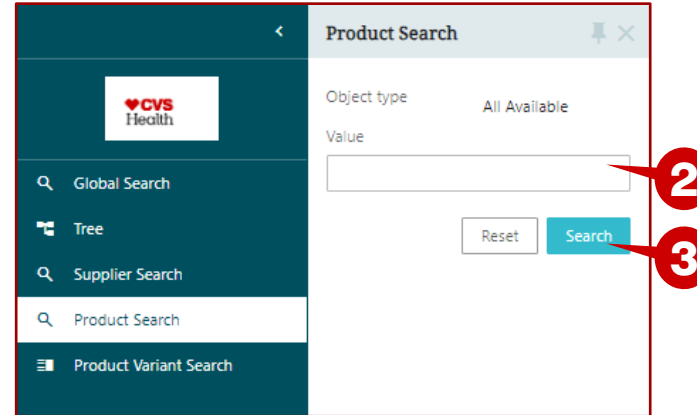 CVS
Health
Global Search
Tree
Supplier Search
Product Search
Product Variant Search
Product Search
Object type
All Available
Value
Reset
Search
2
3